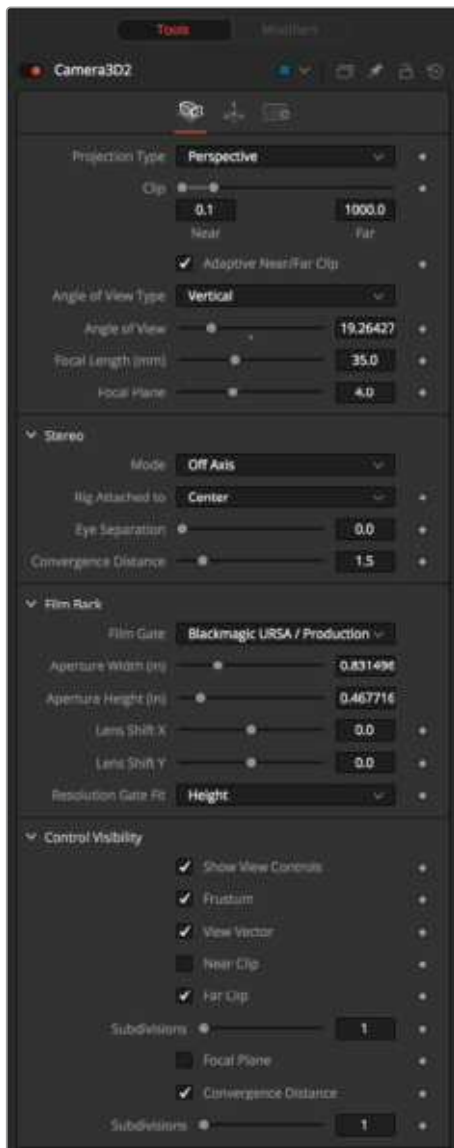 Tools Modifiers
Camera3D2
Projection Type Perspective
Clip
0.1 1000.0
Near Far
Adaptive Near/Far Clip
Angle of View Type Vertical
Angle of View 19.26427
Focal Length (mm) 35.0
Focal Plane 4.0
Stereo
Mode Off Axis
Rig Attached to Center
Eye Separation 0.0
Convergence Distance 1.5
Film Back
Film Gate Blackmagic URSA / Production
Aperture Width (in) 0.831496
Aperture Height (in) 0.467716
Lens Shift X 0.0
Lens Shift Y 0.0
Resolution Gate Fit Height
Control Visibility
Show View Controls
Frustum
View Vector
Near Clip
Far Clip
Subdivisions 1
Focal Plane
Convergence Distance
Subdivisions 1